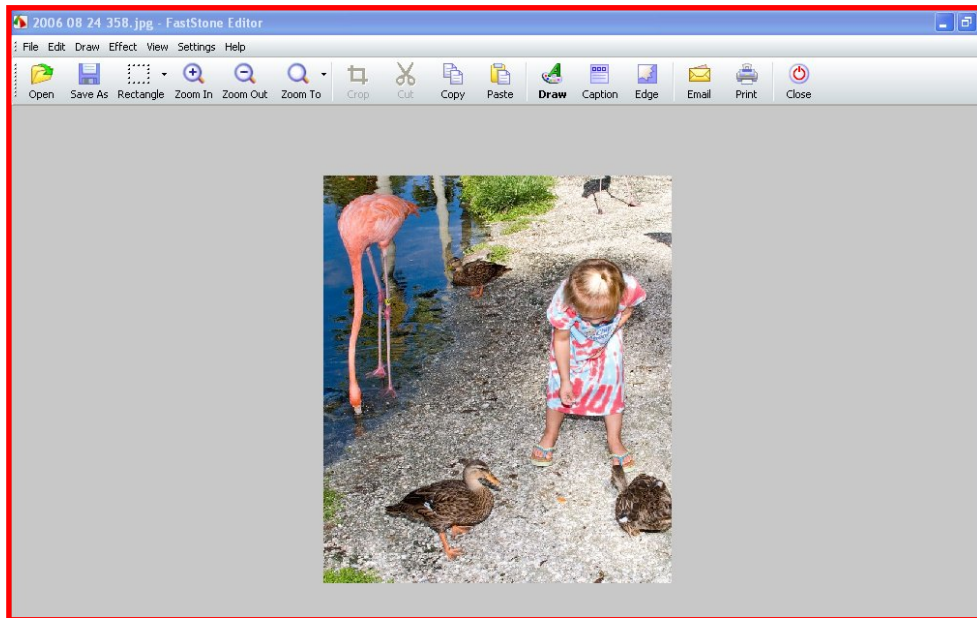 2006 08 24 358.jpg - FastStone Editor
File Edit Draw Effect View Settings Help
Open Save As Rectangle Zoom In Zoom Out Zoom To Crop Cut Copy Paste Draw Caption Edge Email Print Close